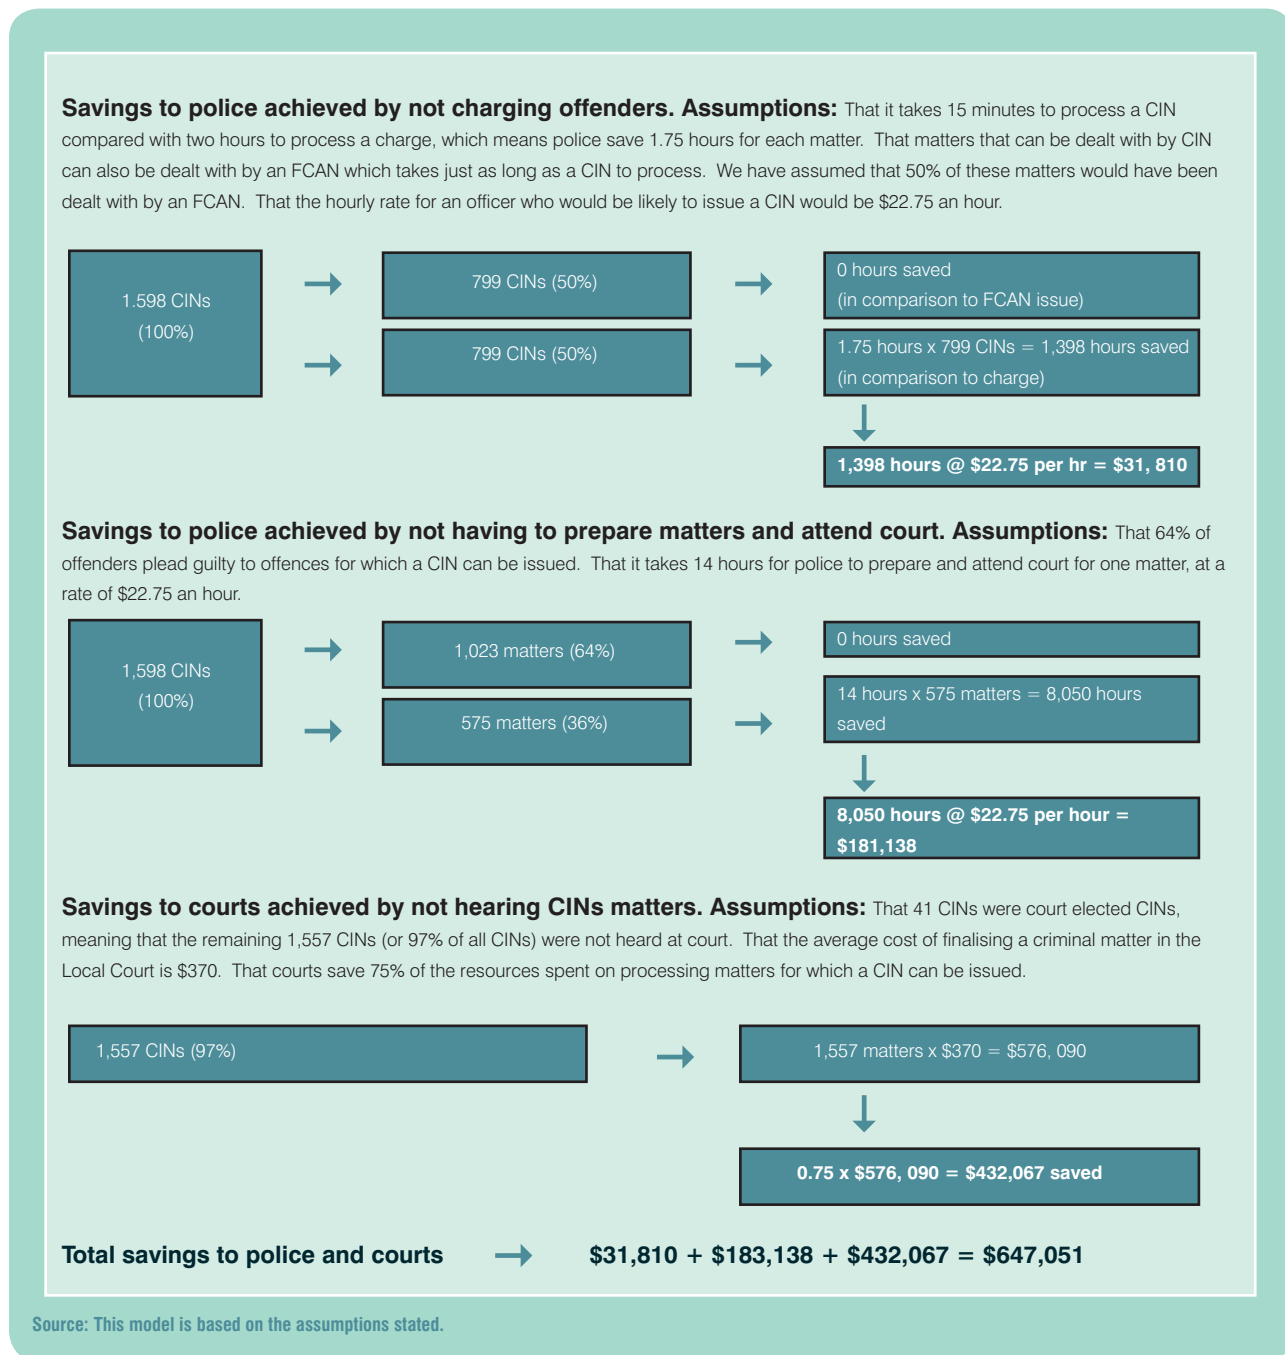 Savings to police achieved by not charging offenders. Assumptions: That it takes 15 minutes to process a CIN
compared with two hours to process a charge, which means police save 1.75 hours for each matter. That matters that can be dealt with by CIN
can also be dealt with by an FCAN which takes just as long as a CIN to process. We have assumed that 50% of these matters would have been
dealt with by an FCAN. That the hourly rate for an officer who would be likely to issue a CIN would be $22.75 an hour.
1.598 CINs
(100%)
799 CINs (50%)
0 hours saved
(in comparison to FCAN issue)
799 CINs (50%)
1.75 hours x 799 CINs = 1,398 hours saved
(in comparison to charge)
1,398 hours @ $22.75 per hr = $31, 810
Savings to police achieved by not having to prepare matters and attend court. Assumptions: That 64% of
offenders plead guilty to offences for which a CIN can be issued. That it takes 14 hours for police to prepare and attend court for one matter, at a
rate of $22.75 an hour.
1,598 CINs
(100%)
1,023 matters (64%)
0 hours saved
575 matters (36%)
14 hours x 575 matters = 8,050 hours
saved
8,050 hours @ $22.75 per hour =
$181,138
Savings to courts achieved by not hearing CINs matters. Assumptions: That 41 CINs were court elected CINs,
meaning that the remaining 1,557 CINs (or 97% of all CINs) were not heard at court. That the average cost of finalising a criminal matter in the
Local Court is $370. That courts save 75% of the resources spent on processing matters for which a CIN can be issued.
1,557 CINs (97%)
1,557 matters x $370 = $576, 090
0.75 x $576, 090 = $432,067 saved
Total savings to police and courts
$31,810 + $183,138 + $432,067 = $647,051
Source: This model is based on the assumptions stated.